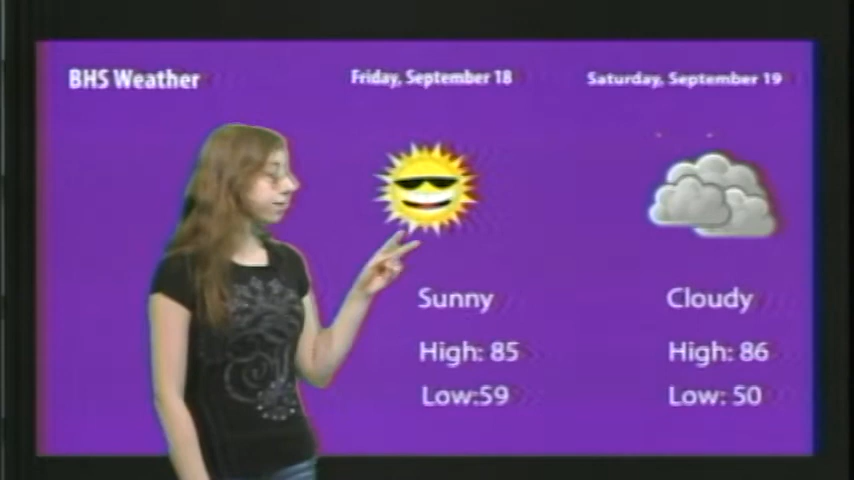 BHS Weather
Friday, September 18
Saturday, September 19
Sunny
Cloudy
High: 85
High: 86
Low:59
Low: 50